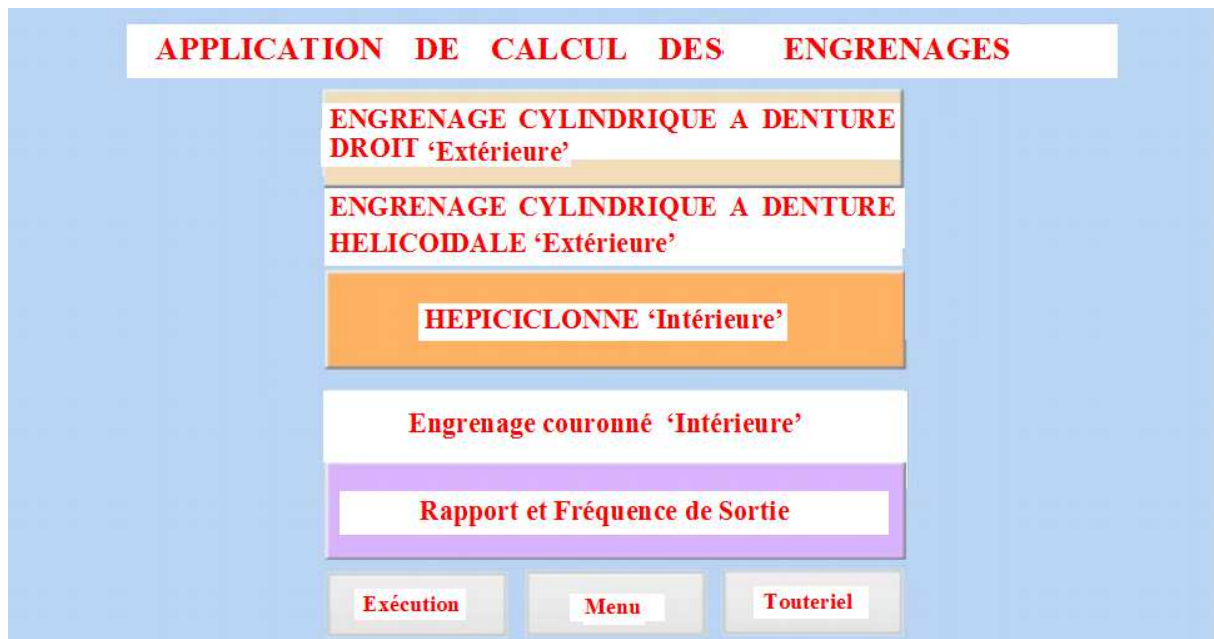 APPLICATION DE CALCUL DES ENGRENAGES
ENGRENAGE CYLINDRIQUE A DENTURE
DROIT ‘Extérieure’
ENGRENAGE CYLINDRIQUE A DENTURE
HELICOIDALE ‘Extérieure’
HEPICICLONNE ‘Intérieure’
Engrenage couronné ‘Intérieure’
Rapport et Fréquence de Sortie
Exécution
Menu
Touteriel